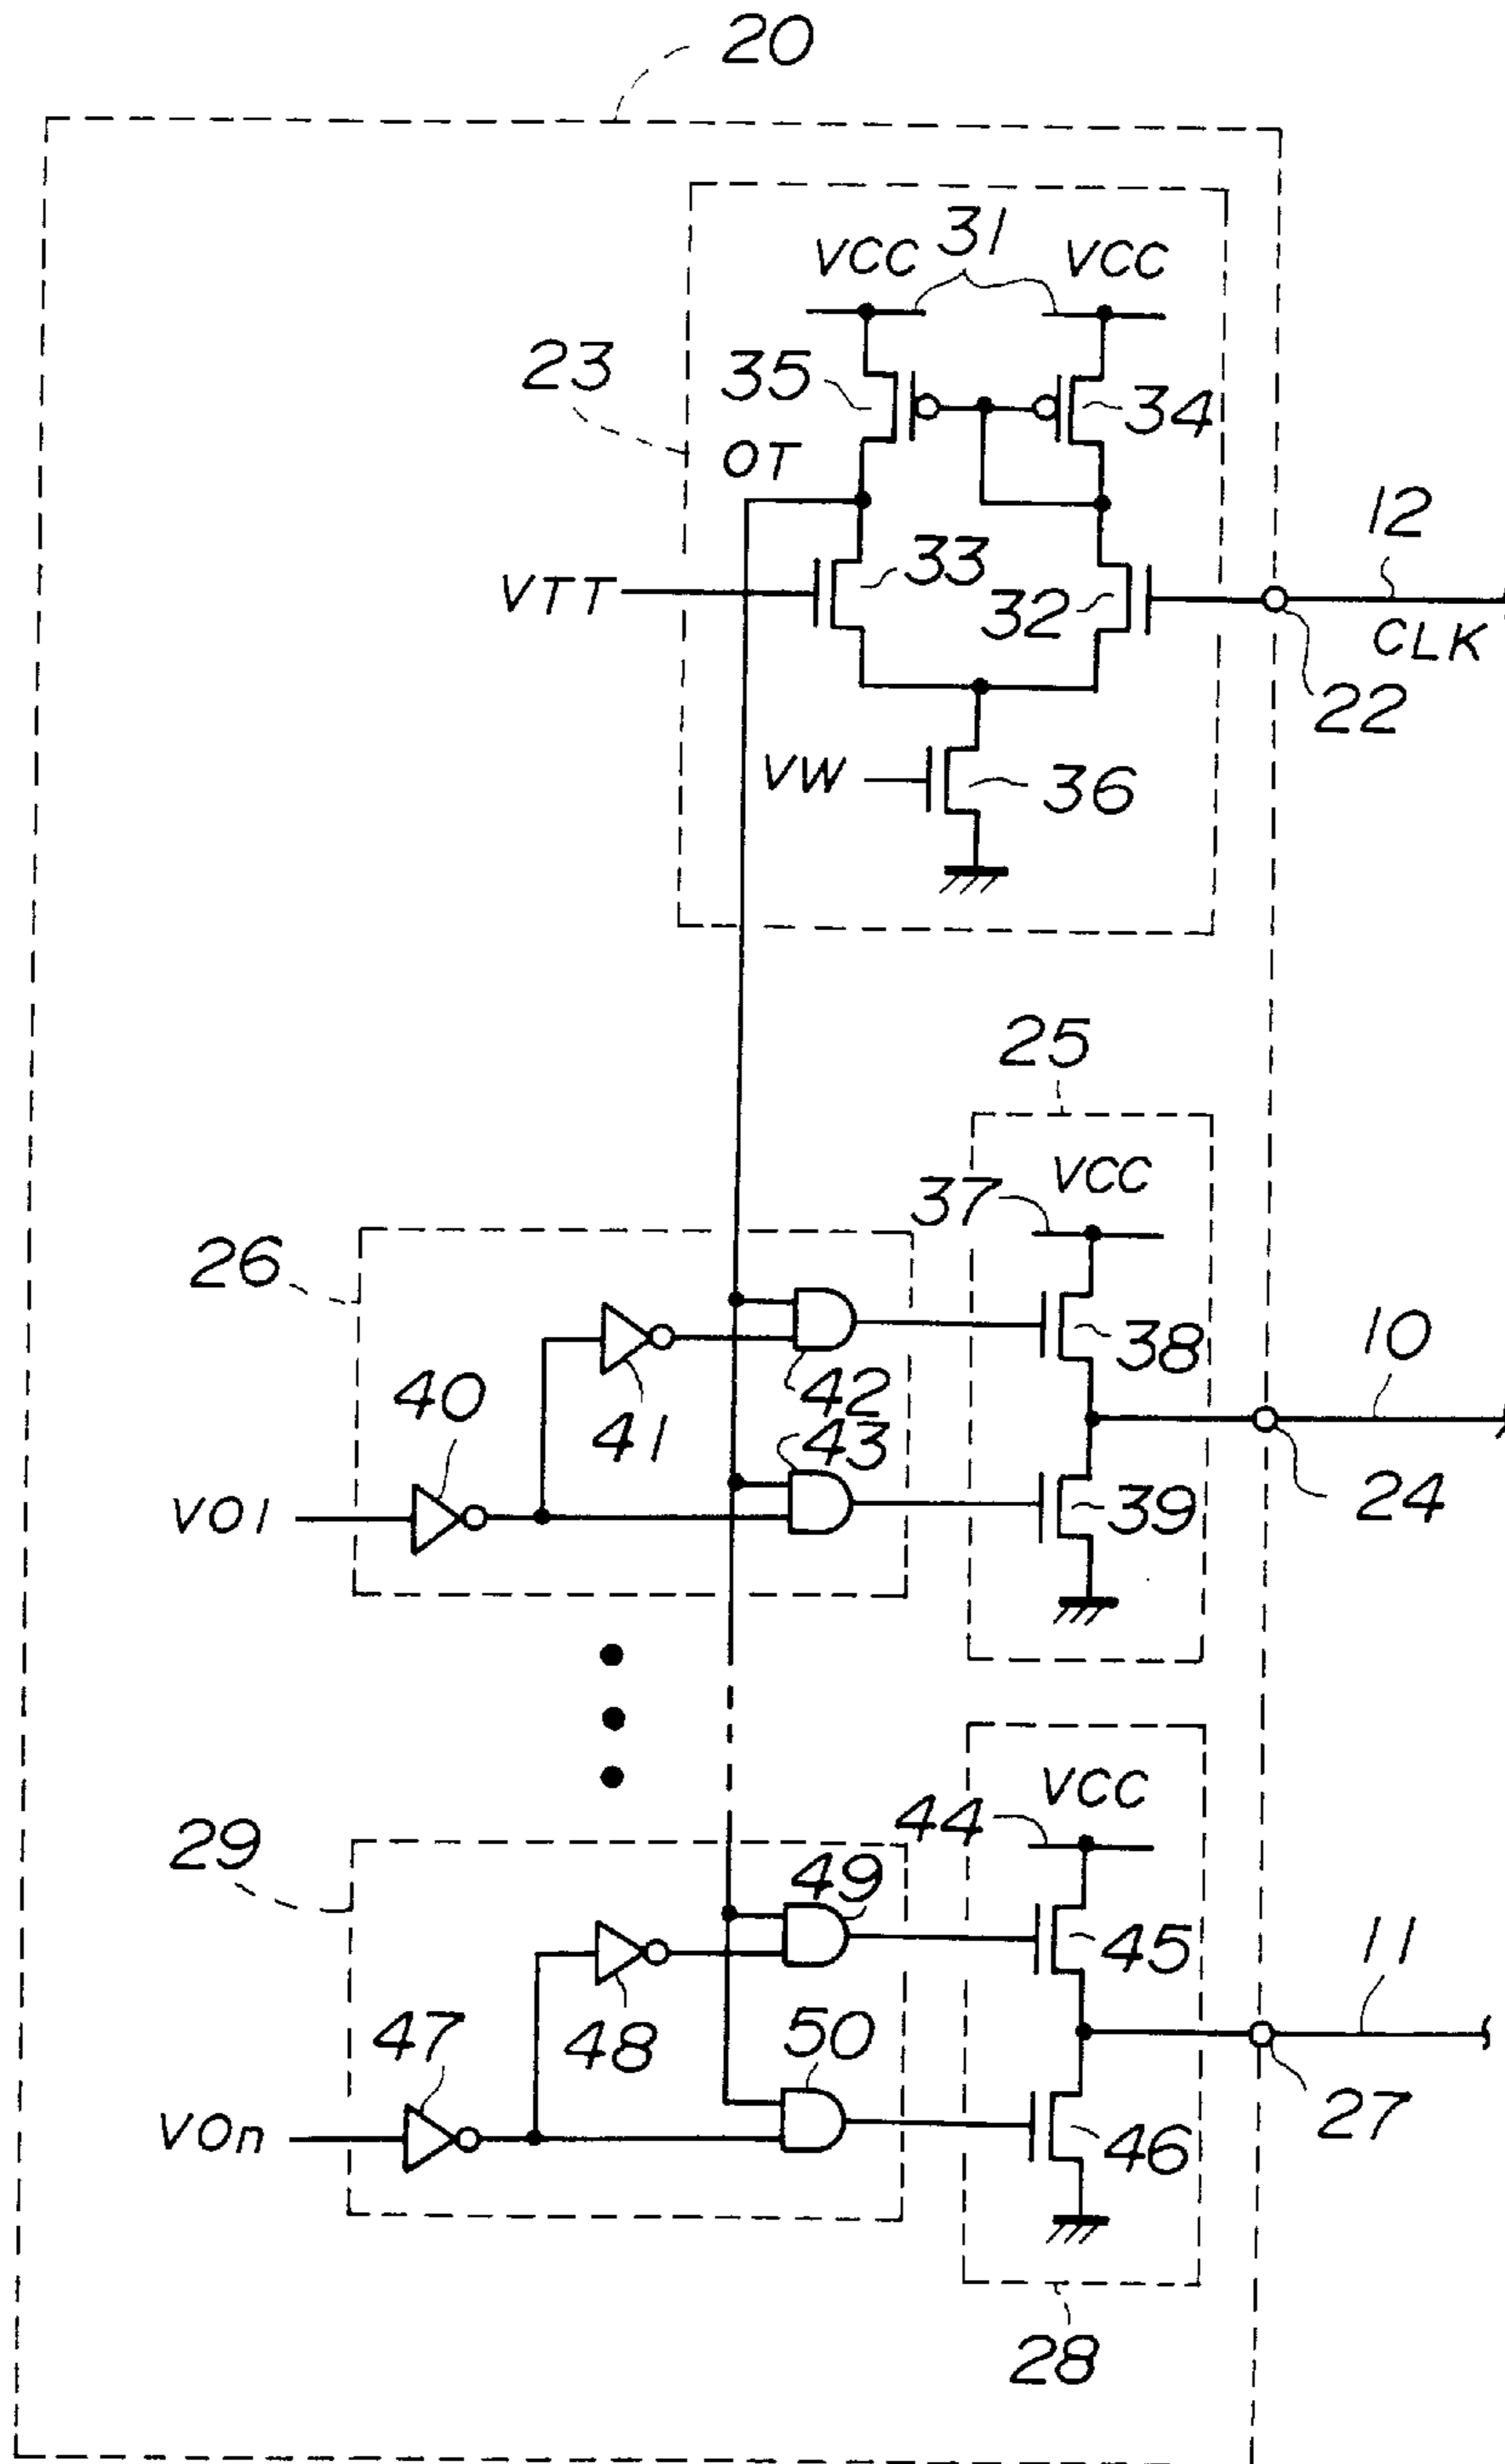 20
VCC 31 VCC
23 35 34
OT
12
VTT 33 32
CLK
22
VW 36
25
VCC
37
26
38 10
40 41 42
43
VO1 39 24
VCC
44
29 49
45 11
47 48 50
VOn 46 27
28